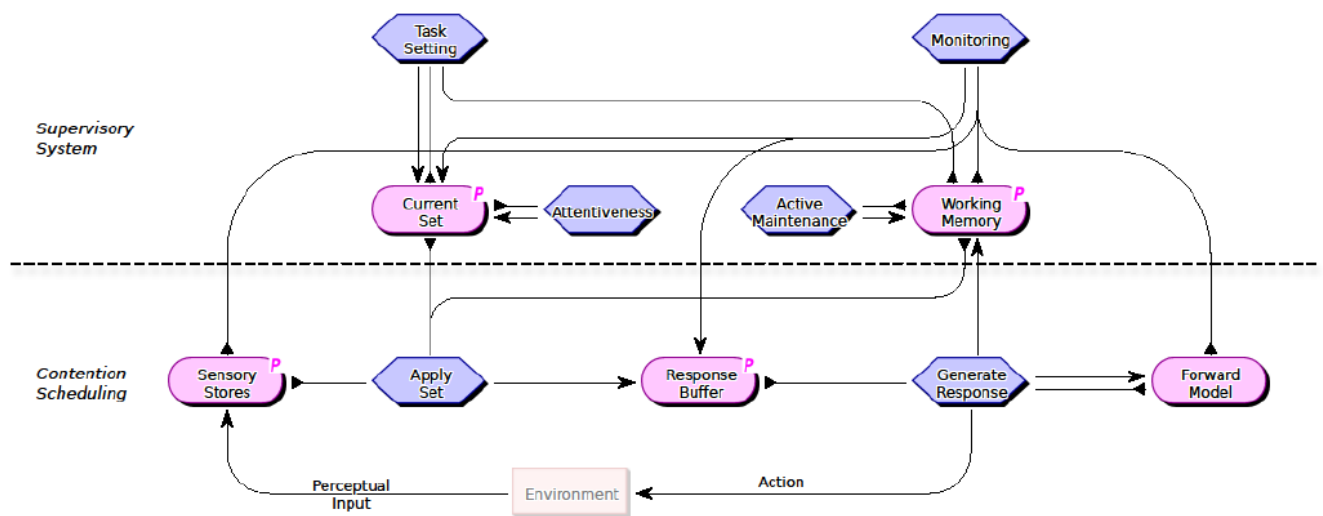 Task
Setting
Monitoring
Supervisory
System
Current
Set
P
Attentiveness
Active
Maintenance
Working
Memory
P
Contention
Scheduling
Sensory
Stores
P
Apply
Set
Response
Buffer
P
Generate
Response
Forward
Model
Perceptual
Input
Environment
Action